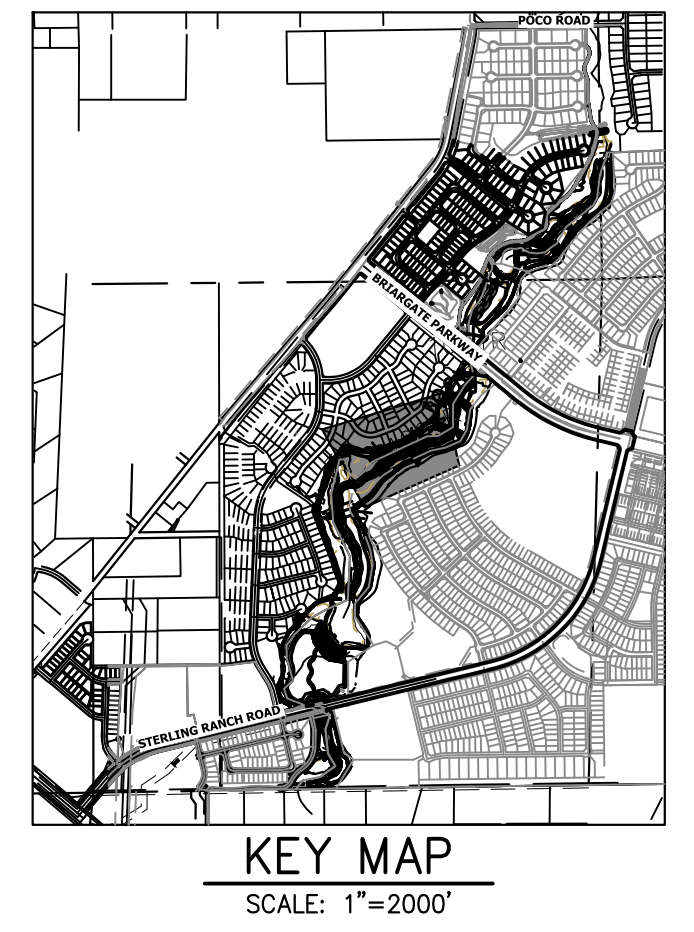 POCO ROAD
BRIARGATE PARKWAY
STERLING RANCH ROAD
KEY MAP
SCALE: 1"=2000'